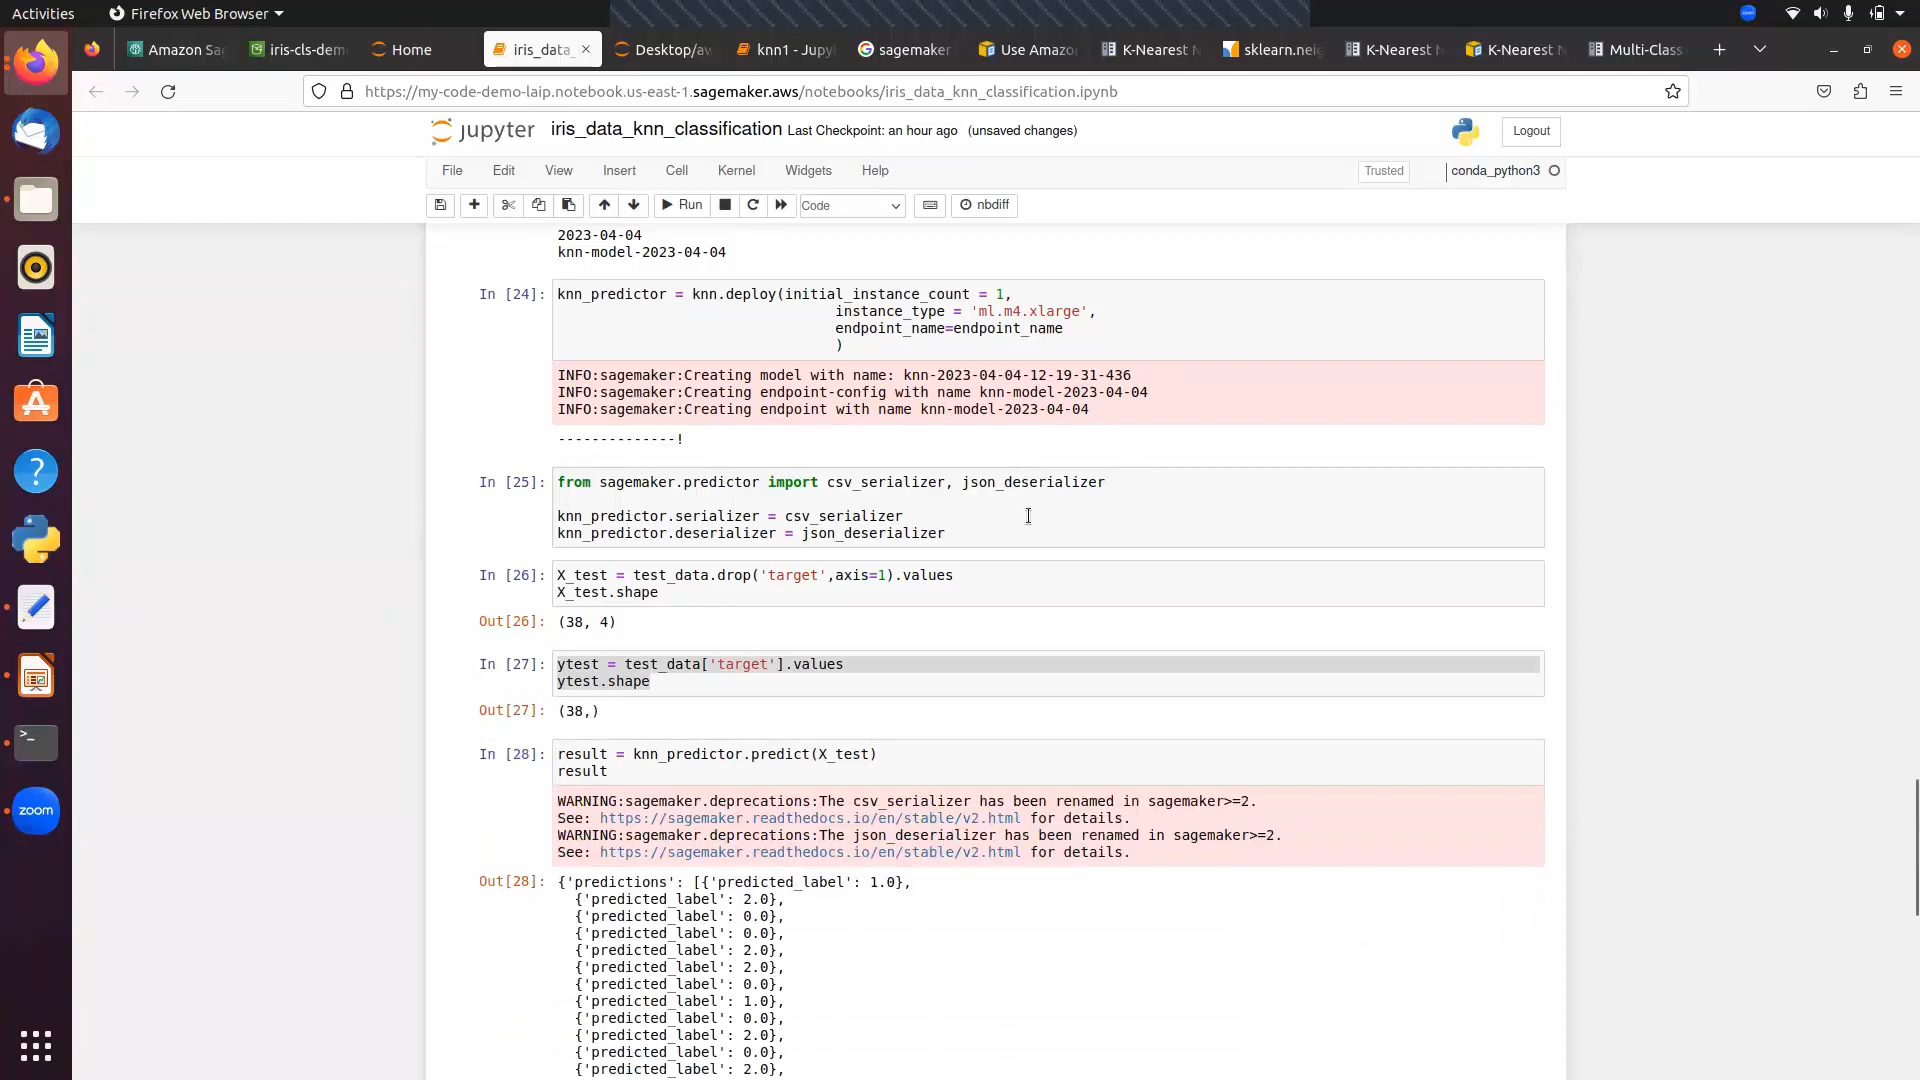 Activities
Firefox Web Browser
Amazon Sa
iris-cls-dem
Home
iris_data_
Desktop/aw
knn1 - Jupy
sagemaker
Use Amazo
K-Nearest N
sklearn.nei
K-Nearest N
K-Nearest N
Multi-Class
https://my-code-demo-laip.notebook.us-east-1.sagemaker.aws/notebooks/iris_data_knn_classification.ipynb
jupyter iris_data_knn_classification Last Checkpoint: an hour ago (unsaved changes)
Logout
File Edit View Insert Cell Kernel Widgets Help
Trusted
conda_python3
Run
Code
nbdiff
2023-04-04
knn-model-2023-04-04
In [24]: knn_predictor = knn.deploy(initial_instance_count = 1,
instance_type = 'ml.m4.xlarge',
endpoint_name=endpoint_name
)
INFO:sagemaker:Creating model with name: knn-2023-04-04-12-19-31-436
INFO:sagemaker:Creating endpoint-config with name knn-model-2023-04-04
INFO:sagemaker:Creating endpoint with name knn-model-2023-04-04
--------------!
In [25]: from sagemaker.predictor import csv_serializer, json_deserializer
knn_predictor.serializer = csv_serializer
knn_predictor.deserializer = json_deserializer
In [26]: X_test = test_data.drop('target',axis=1).values
X_test.shape
Out[26]: (38, 4)
In [27]: ytest = test_data['target'].values
ytest.shape
Out[27]: (38,)
In [28]: result = knn_predictor.predict(X_test)
result
WARNING:sagemaker.deprecations:The csv_serializer has been renamed in sagemaker>=2.
See: https://sagemaker.readthedocs.io/en/stable/v2.html for details.
WARNING:sagemaker.deprecations:The json_deserializer has been renamed in sagemaker>=2.
See: https://sagemaker.readthedocs.io/en/stable/v2.html for details.
Out[28]: {'predictions': [{'predicted_label': 1.0},
{'predicted_label': 2.0},
{'predicted_label': 0.0},
{'predicted_label': 0.0},
{'predicted_label': 2.0},
{'predicted_label': 2.0},
{'predicted_label': 0.0},
{'predicted_label': 1.0},
{'predicted_label': 0.0},
{'predicted_label': 2.0},
{'predicted_label': 0.0},
{'predicted_label': 2.0},
zoom